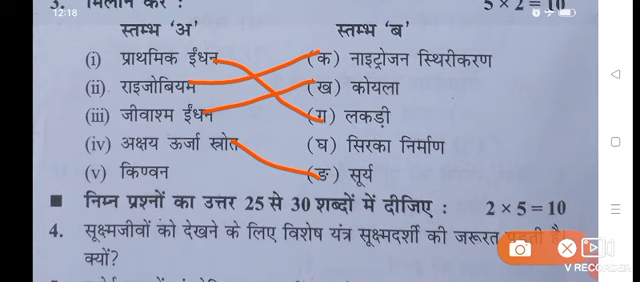 12:18
3. मिलान करें : 5 × 2 = 10
स्तम्भ ‘अ’ स्तम्भ ‘ब’
(i) प्राथमिक ईंधन (क) नाइट्रोजन स्थिरीकरण
(ii) राइजोबियम (ख) कोयला
(iii) जीवाश्म ईंधन (ग) लकड़ी
(iv) अक्षय ऊर्जा स्रोत (घ) सिरका निर्माण
(v) किण्वन (ङ) सूर्य
■ निम्न प्रश्नों का उत्तर 25 से 30 शब्दों में दीजिए : 2 × 5 = 10
4. सूक्ष्मजीवों को देखने के लिए विशेष यंत्र सूक्ष्मदर्शी की जरूरत पड़ती है।
क्यों?
V RECORDER